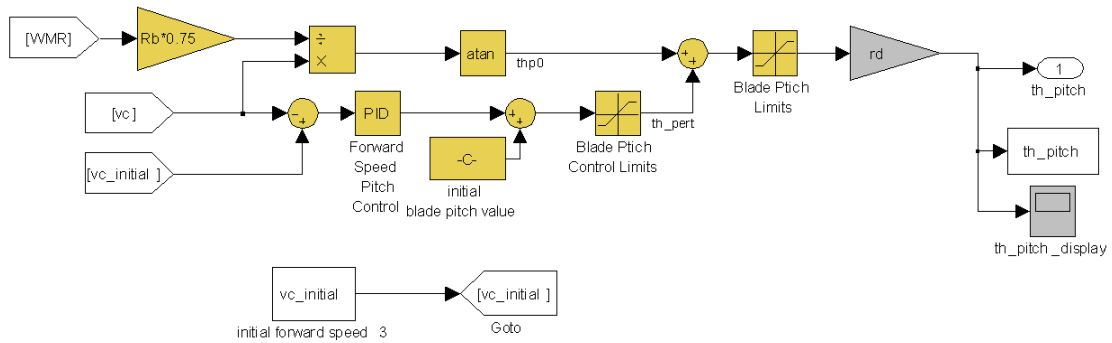 [WMR]
Rb*0.75
÷
×
atan
thp0
+
+
Blade Ptich
Limits
rd
1
th_pitch
[vc]
-
+
PID
Forward
Speed
Pitch
Control
+
+
-C-
initial
blade pitch value
th_pert
Blade Ptich
Control Limits
th_pitch
[vc_initial ]
th_pitch _display
vc_initial
initial forward speed 3
[vc_initial ]
Goto